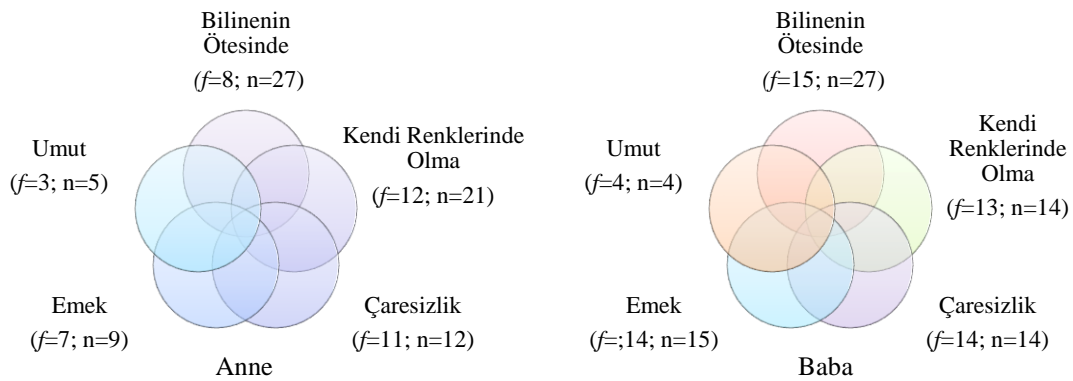 Bilinenin
Ötesinde
(f=8; n=27)
Kendi Renklerinde
Olma
(f=12; n=21)
Umut
(f=3; n=5)
Emek
(f=7; n=9)
Çaresizlik
(f=11; n=12)
Anne
Bilinenin
Ötesinde
(f=15; n=27)
Kendi
Renklerinde
Olma
(f=13; n=14)
Umut
(f=4; n=4)
Emek
(f=;14; n=15)
Çaresizlik
(f=14; n=14)
Baba